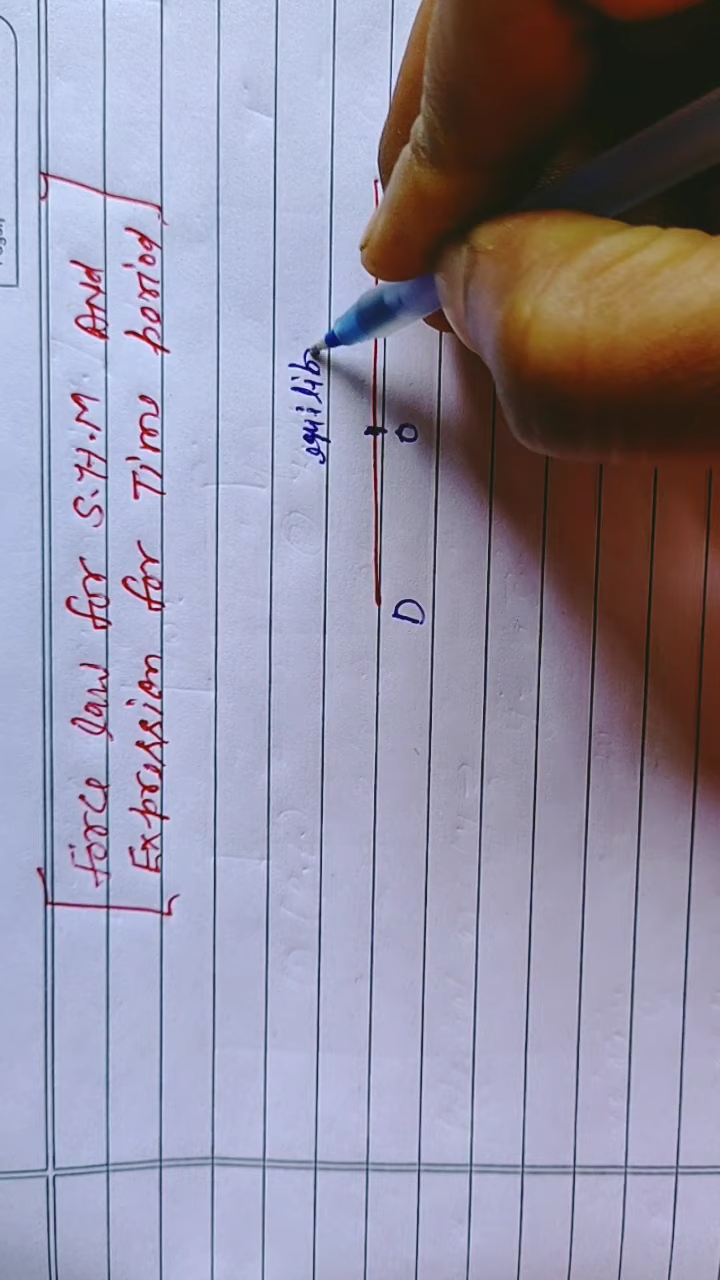 Force Law for S.H.M. And
Expression for Time period
equilib
D O